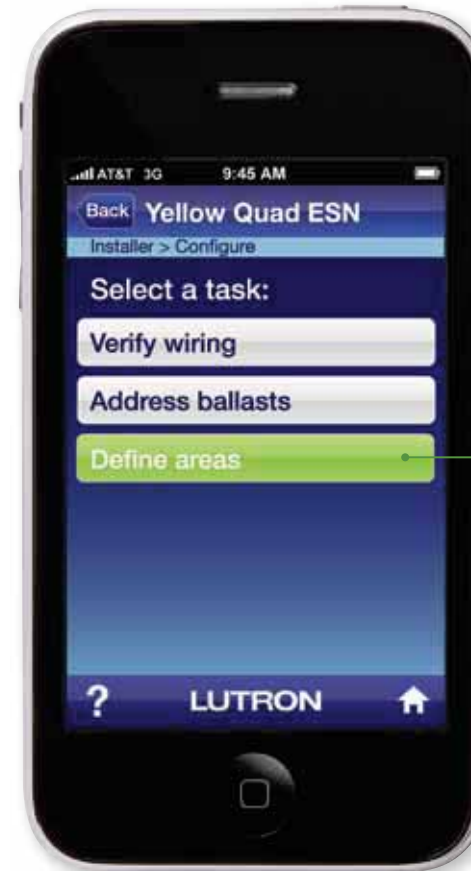 AT&T 3G 9:45 AM
Back Yellow Quad ESN
Installer > Configure
Select a task:
Verify wiring
Address ballasts
Define areas
? LUTRON